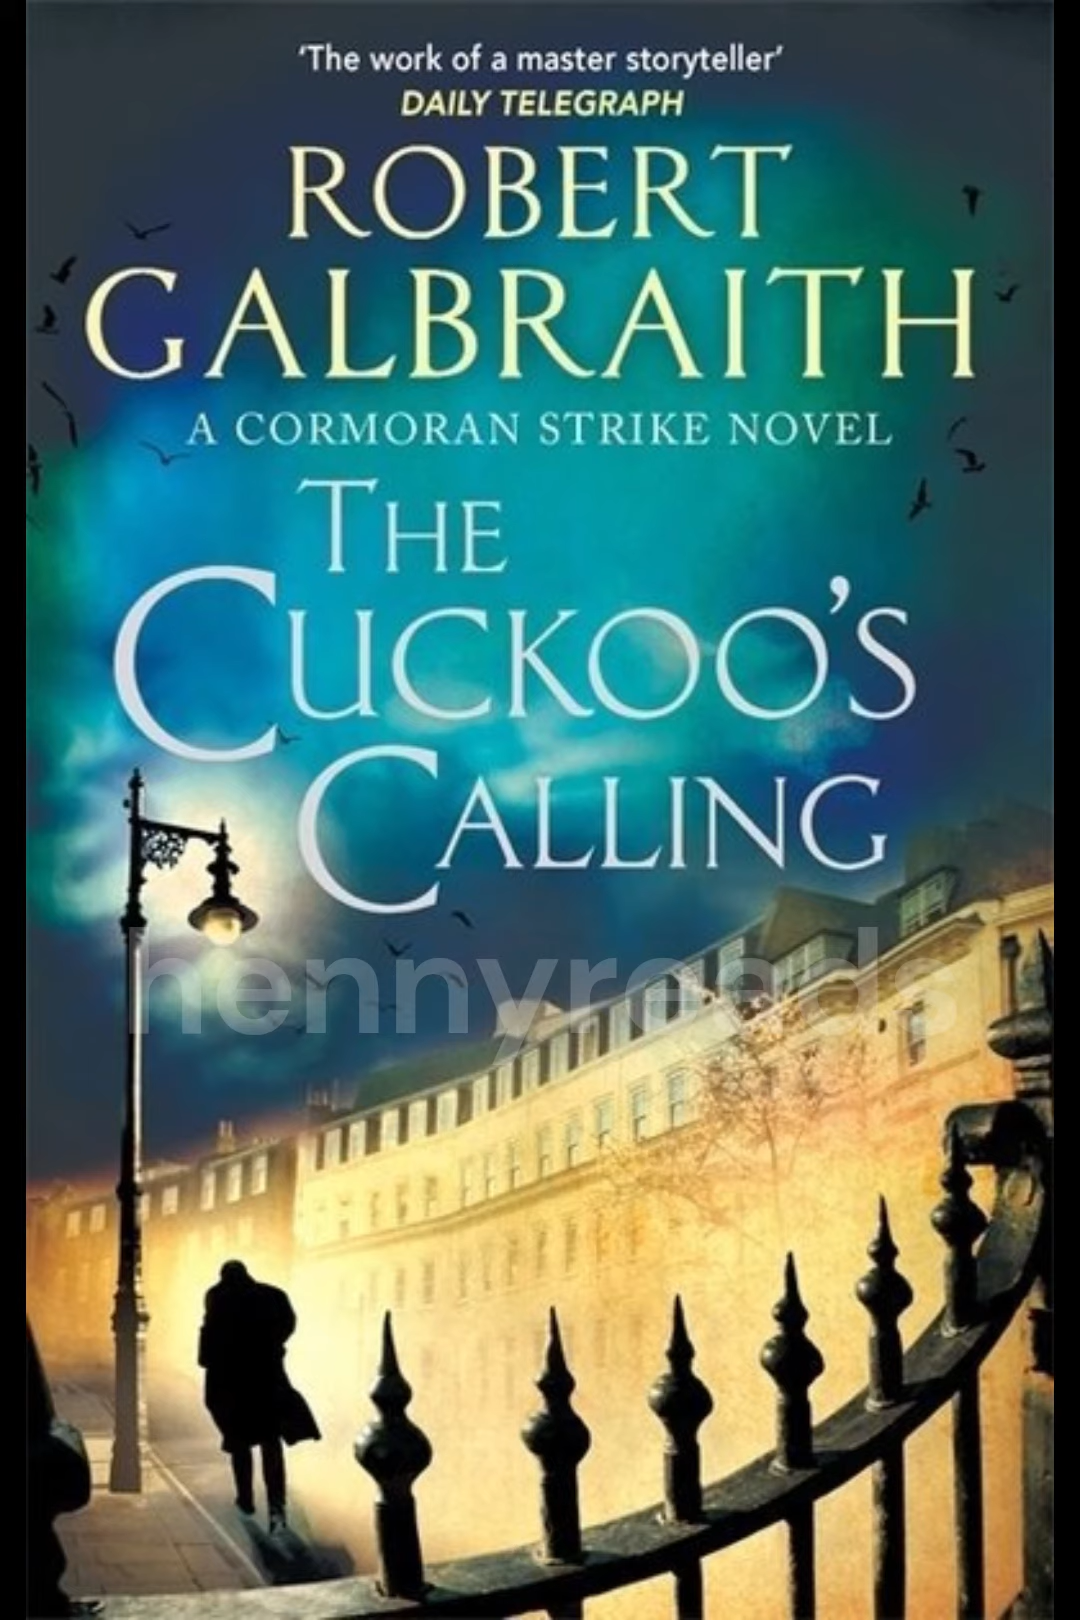 ‘The work of a master storyteller’
DAILY TELEGRAPH
ROBERT
GALBRAITH
A CORMORAN STRIKE NOVEL
THE
CUCKOO’S
CALLING
hennyreads